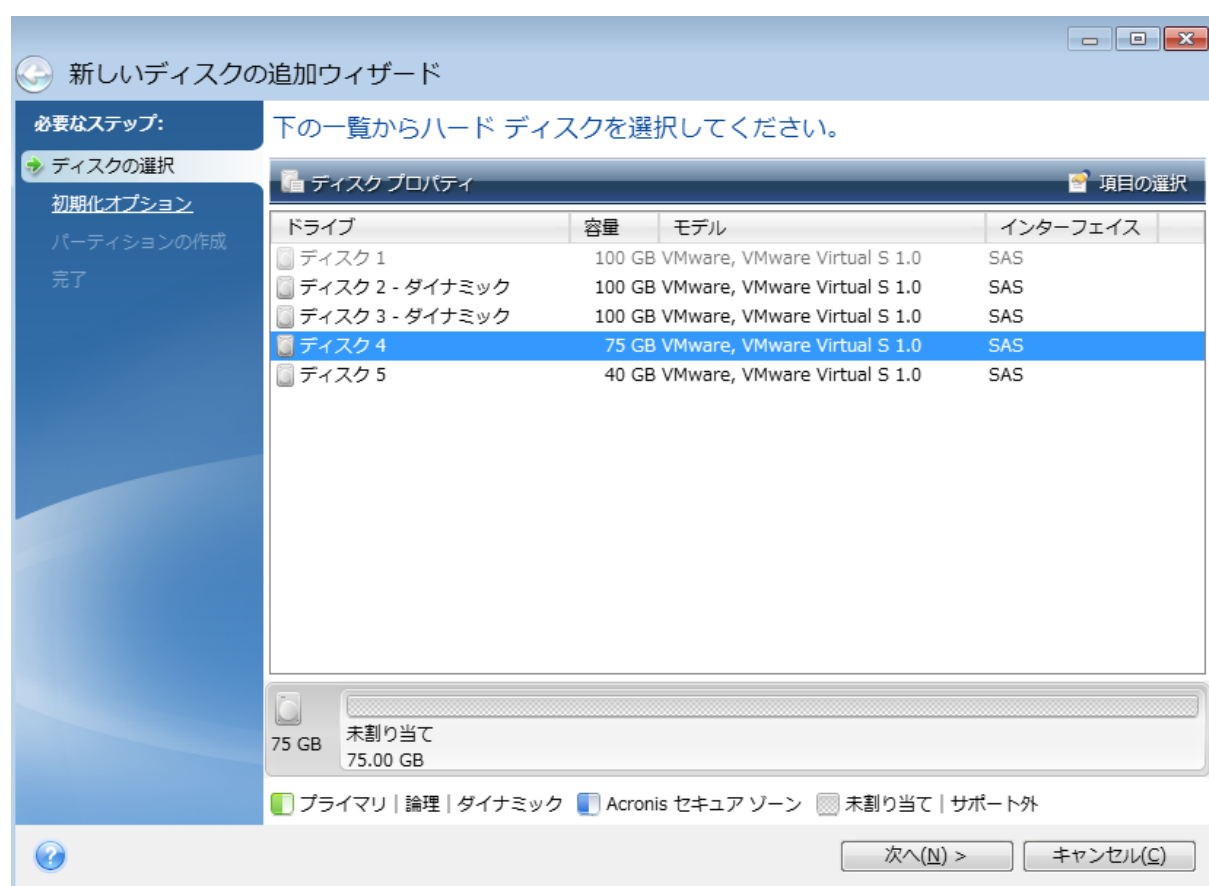 新しいディスクの追加ウィザード
必要なステップ:
ディスクの選択
初期化オプション
パーティションの作成
完了
下の一覧からハード ディスクを選択してください。
ディスク プロパティ
項目の選択
ドライブ 容量 モデル インターフェイス
ディスク 1 100 GB VMware, VMware Virtual S 1.0 SAS
ディスク 2 - ダイナミック 100 GB VMware, VMware Virtual S 1.0 SAS
ディスク 3 - ダイナミック 100 GB VMware, VMware Virtual S 1.0 SAS
ディスク 4 75 GB VMware, VMware Virtual S 1.0 SAS
ディスク 5 40 GB VMware, VMware Virtual S 1.0 SAS
75 GB
未割り当て
75.00 GB
プライマリ | 論理 | ダイナミック Acronis セキュア ゾーン 未割り当て | サポート外
次へ(N) > キャンセル(C)